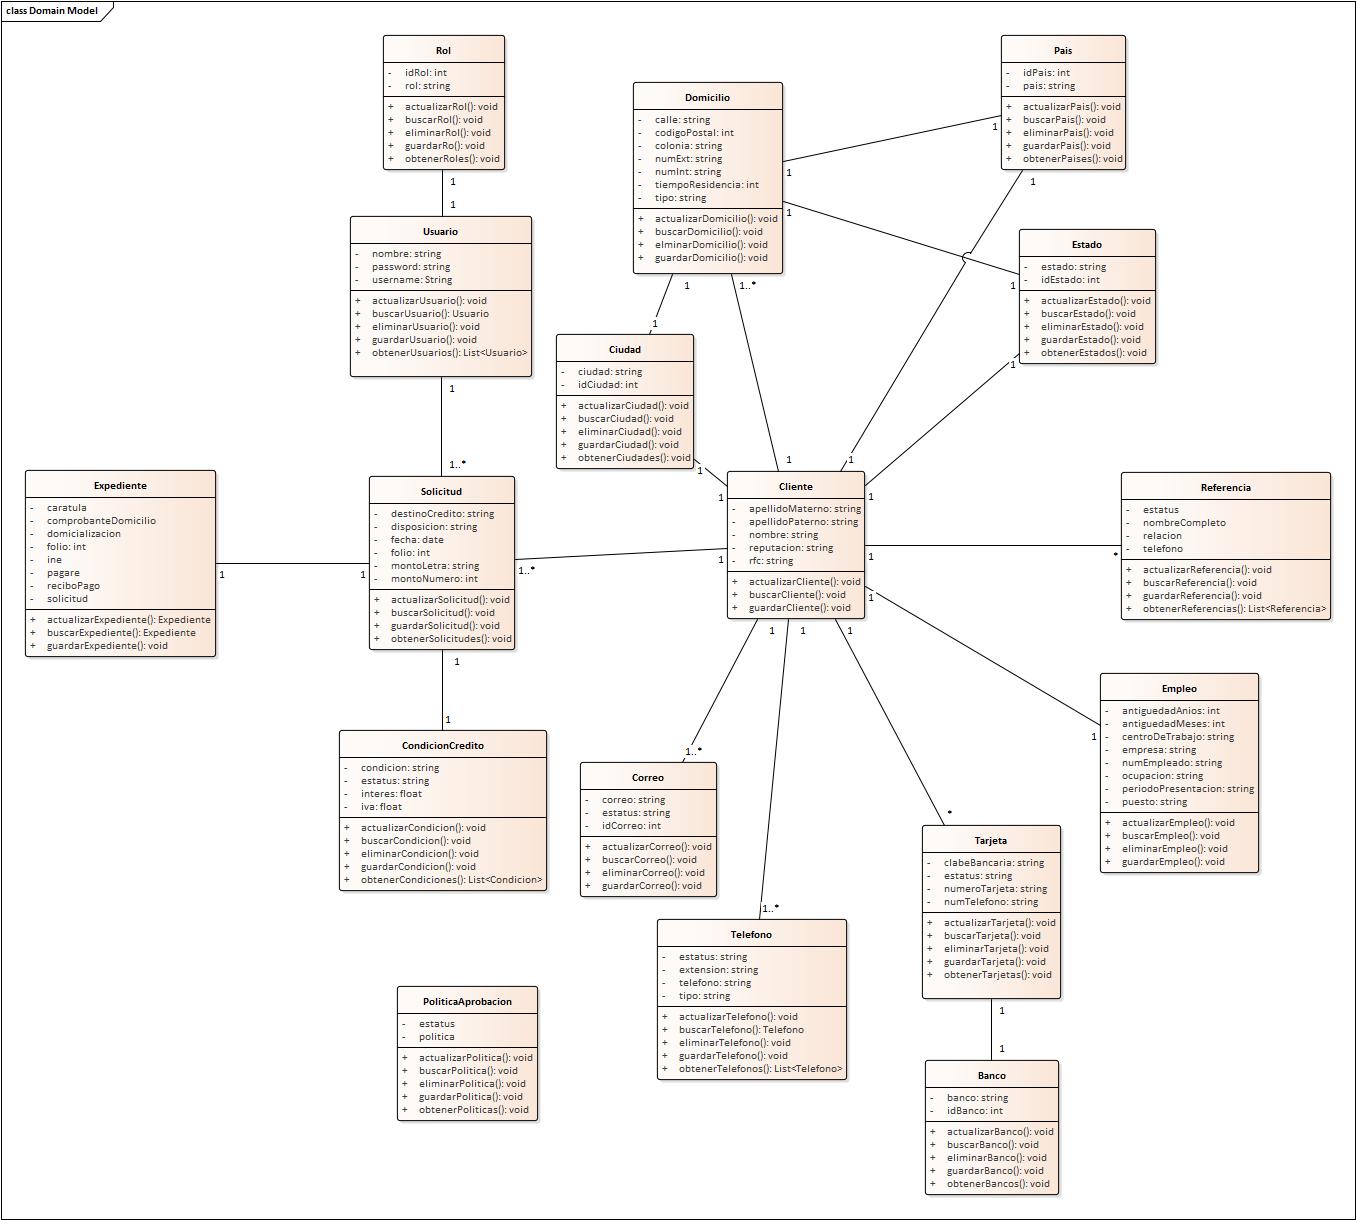 class Domain Model
Rol
- idRol: int
- rol: string
+ actualizarRol(): void
+ buscarRol(): void
+ eliminarRol(): void
+ guardarRo(): void
+ obtenerRoles(): void
1
1
Usuario
- nombre: string
- password: string
- username: String
+ actualizarUsuario(): void
+ buscarUsuario(): Usuario
+ eliminarUsuario(): void
+ guardarUsuario(): void
+ obtenerUsuarios(): List<Usuario>
1
1..*
Domicilio
- calle: string
- codigoPostal: int
- colonia: string
- numExt: string
- numInt: string
- tiempoResidencia: int
- tipo: string
+ actualizarDomicilio(): void
+ buscarDomicilio(): void
+ elminarDomicilio(): void
+ guardarDomicilio(): void
1
1
1
1..*
Pais
- idPais: int
- pais: string
+ actualizarPais(): void
+ buscarPais(): void
+ eliminarPais(): void
+ guardarPais(): void
+ obtenerPaises(): void
1
1
Estado
- estado: string
- idEstado: int
+ actualizarEstado(): void
+ buscarEstado(): void
+ eliminarEstado(): void
+ guardarEstado(): void
+ obtenerEstados(): void
1
1
1
Ciudad
- ciudad: string
- idCiudad: int
+ actualizarCiudad(): void
+ buscarCiudad(): void
+ eliminarCiudad(): void
+ guardarCiudad(): void
+ obtenerCiudades(): void
1
Expediente
- caratula
- comprobanteDomicilio
- domicializacion
- folio: int
- ine
- pagare
- reciboPago
- solicitud
+ actualizarExpediente(): Expediente
+ buscarExpediente(): Expediente
+ guardarExpediente(): void
1
1
Solicitud
- destinoCredito: string
- disposicion: string
- fecha: date
- folio: int
- montoLetra: string
- montoNumero: int
+ actualizarSolicitud(): void
+ buscarSolicitud(): void
+ guardarSolicitud(): void
+ obtenerSolicitudes(): void
1..*
1
1
1
1
1
1
Cliente
- apellidoMaterno: string
- apellidoPaterno: string
- nombre: string
- reputacion: string
- rfc: string
+ actualizarCliente(): void
+ buscarCliente(): void
+ guardarCliente(): void
1
1
1
1
1
*
Referencia
- estatus
- nombreCompleto
- relacion
- telefono
+ actualizarReferencia(): void
+ buscarReferencia(): void
+ guardarReferencia(): void
+ obtenerReferencias(): List<Referencia>
1
CondicionCredito
- condicion: string
- estatus: string
- interes: float
- iva: float
+ actualizarCondicion(): void
+ buscarCondicion(): void
+ eliminarCondicion(): void
+ guardarCondicion(): void
+ obtenerCondiciones(): List<Condicion>
1..*
Correo
- correo: string
- estatus: string
- idCorreo: int
+ actualizarCorreo(): void
+ buscarCorreo(): void
+ eliminarCorreo(): void
+ guardarCorreo(): void
1
Empleo
- antiguedadAnios: int
- antiguedadMeses: int
- centroDeTrabajo: string
- empresa: string
- numEmpleado: string
- ocupacion: string
- periodoPresentacion: string
- puesto: string
+ actualizarEmpleo(): void
+ buscarEmpleo(): void
+ eliminarEmpleo(): void
+ guardarEmpleo(): void
*
Tarjeta
- clabeBancaria: string
- estatus: string
- numeroTarjeta: string
- numTelefono: string
+ actualizarTarjeta(): void
+ buscarTarjeta(): void
+ eliminarTarjeta(): void
+ guardarTarjeta(): void
+ obtenerTarjetas(): void
1
1
1..*
Telefono
- estatus: string
- extension: string
- telefono: string
- tipo: string
+ actualizarTelefono(): void
+ buscarTelefono(): Telefono
+ eliminarTelefono(): void
+ guardarTelefono(): void
+ obtenerTelefonos(): List<Telefono>
PoliticaAprobacion
- estatus
- politica
+ actualizarPolitica(): void
+ buscarPolitica(): void
+ eliminarPolitica(): void
+ guardarPolitica(): void
+ obtenerPoliticas(): void
Banco
- banco: string
- idBanco: int
+ actualizarBanco(): void
+ buscarBanco(): void
+ eliminarBanco(): void
+ guardarBanco(): void
+ obtenerBancos(): void